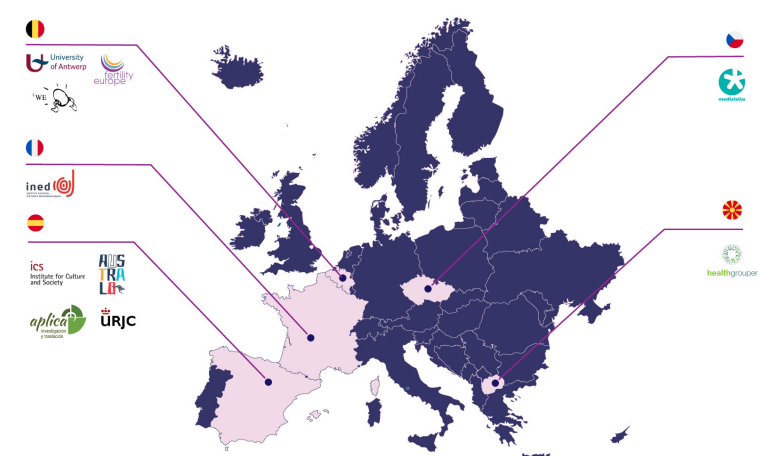 University
of Antwerp
fertility
europe
'WE
medistella
ined
ics
Institute for Culture
and Society
AUS
TRA
LO
healthgrouper
aplica
investigación
y traslación
URJC